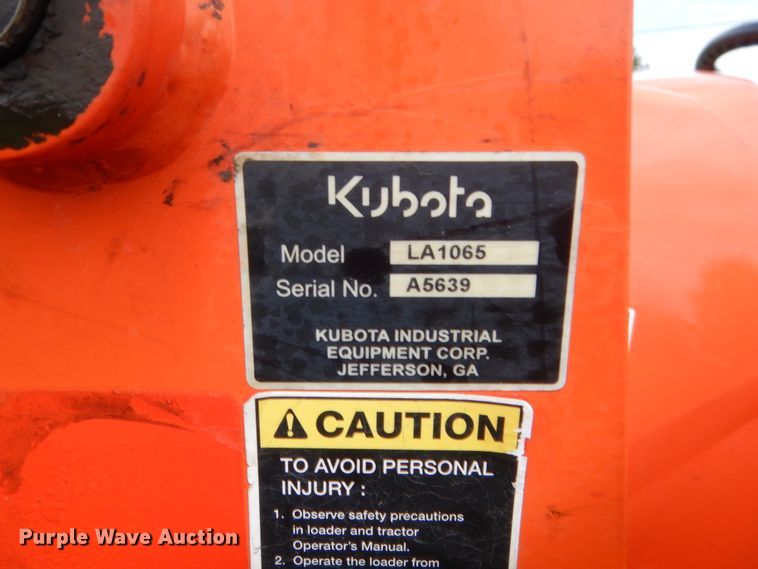 Kubota
Model LA1065
Serial No. A5639
KUBOTA INDUSTRIAL
EQUIPMENT CORP.
JEFFERSON, GA
CAUTION
TO AVOID PERSONAL
INJURY :
1. Observe safety precautions
in loader and tractor
Operator's Manual.
2. Operate the loader from
Purple Wave Auction